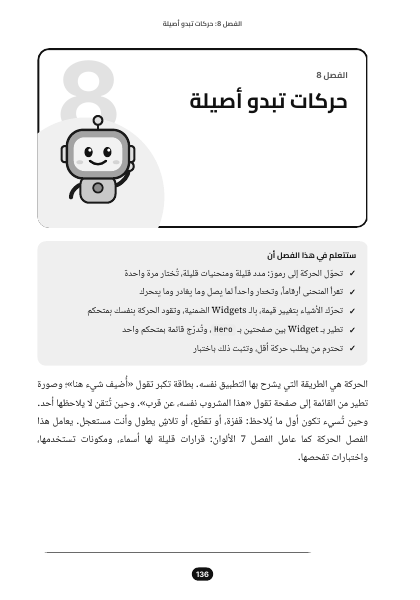 الفصل 8: حركات تبدو أصيلة
8
الفصل 8
حركات تبدو أصيلة
ستتعلم في هذا الفصل أن
✓ تحوّل الحركة إلى رموز: مدد قليلة ومنحنيات قليلة، تُختار مرة واحدة
✓ تقرأ المنحنى أرقاماً، وتختار واحداً لما يصل وما يغادر وما يتحرك
✓ تحرّك الأشياء بتغيير قيمة، بالـ Widgets الضمنية، وتقود الحركة بنفسك بمتحكم
✓ تطير بـ Widget بين صفحتين بـ Hero، وتُدرّج قائمة بمتحكم واحد
✓ تحترم من يطلب حركة أقل، وتثبت ذلك باختبار
الحركة هي الطريقة التي يشرح بها التطبيق نفسه. بطاقة تكبر تقول «أُضيف شيء هنا»؛ وصورة
تطير من القائمة إلى صفحة تقول «هذا المشروب نفسه، عن قرب». وحين تُتقن لا يلاحظها أحد.
وحين تُسيء تكون أول ما يُلاحظ: قفزة، أو تقطّع، أو تلاشٍ يطول وأنت مستعجل. يعامل هذا
الفصل الحركة كما عامل الفصل 7 الألوان: قرارات قليلة لها أسماء، ومكونات تستخدمها،
واختبارات تفحصها.
136